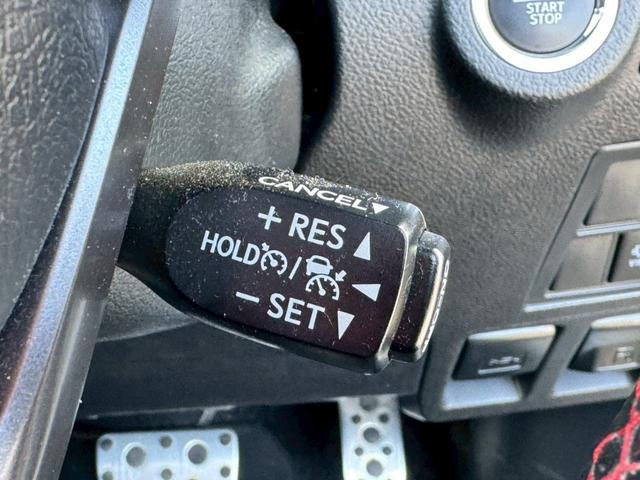 START
STOP
CANCEL
+ RES
HOLD /
− SET